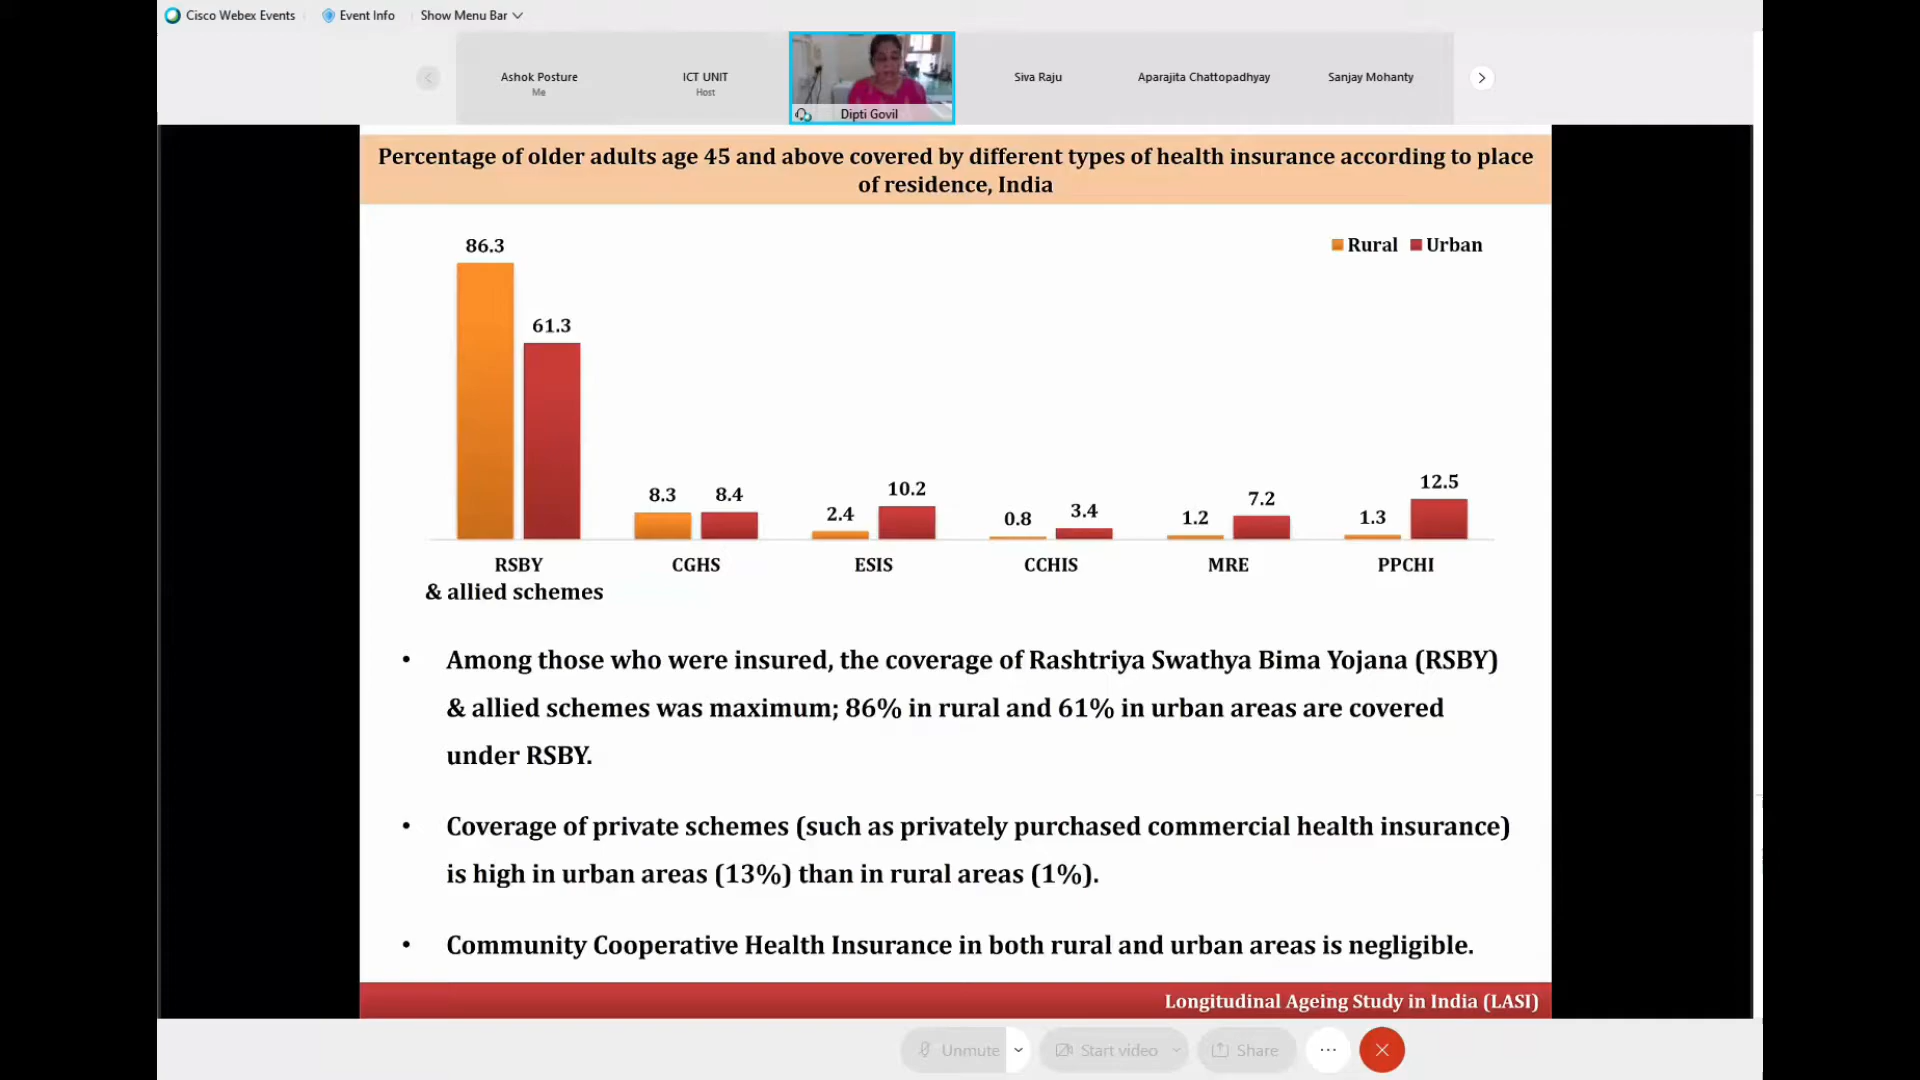 Cisco Webex Events
Event Info
Show Menu Bar
Ashok Posture
Me
ICT UNIT
Host
Dipti Govil
Siva Raju
Aparajita Chattopadhyay
Sanjay Mohanty
Percentage of older adults age 45 and above covered by different types of health insurance according to place
of residence, India
Rural Urban
86.3
61.3
8.3
8.4
2.4
10.2
0.8
3.4
1.2
7.2
1.3
12.5
RSBY
& allied schemes
CGHS
ESIS
CCHIS
MRE
PPCHI
• Among those who were insured, the coverage of Rashtriya Swathya Bima Yojana (RSBY)
& allied schemes was maximum; 86% in rural and 61% in urban areas are covered
under RSBY.
• Coverage of private schemes (such as privately purchased commercial health insurance)
is high in urban areas (13%) than in rural areas (1%).
• Community Cooperative Health Insurance in both rural and urban areas is negligible.
Longitudinal Ageing Study in India (LASI)
Unmute
Start video
Share